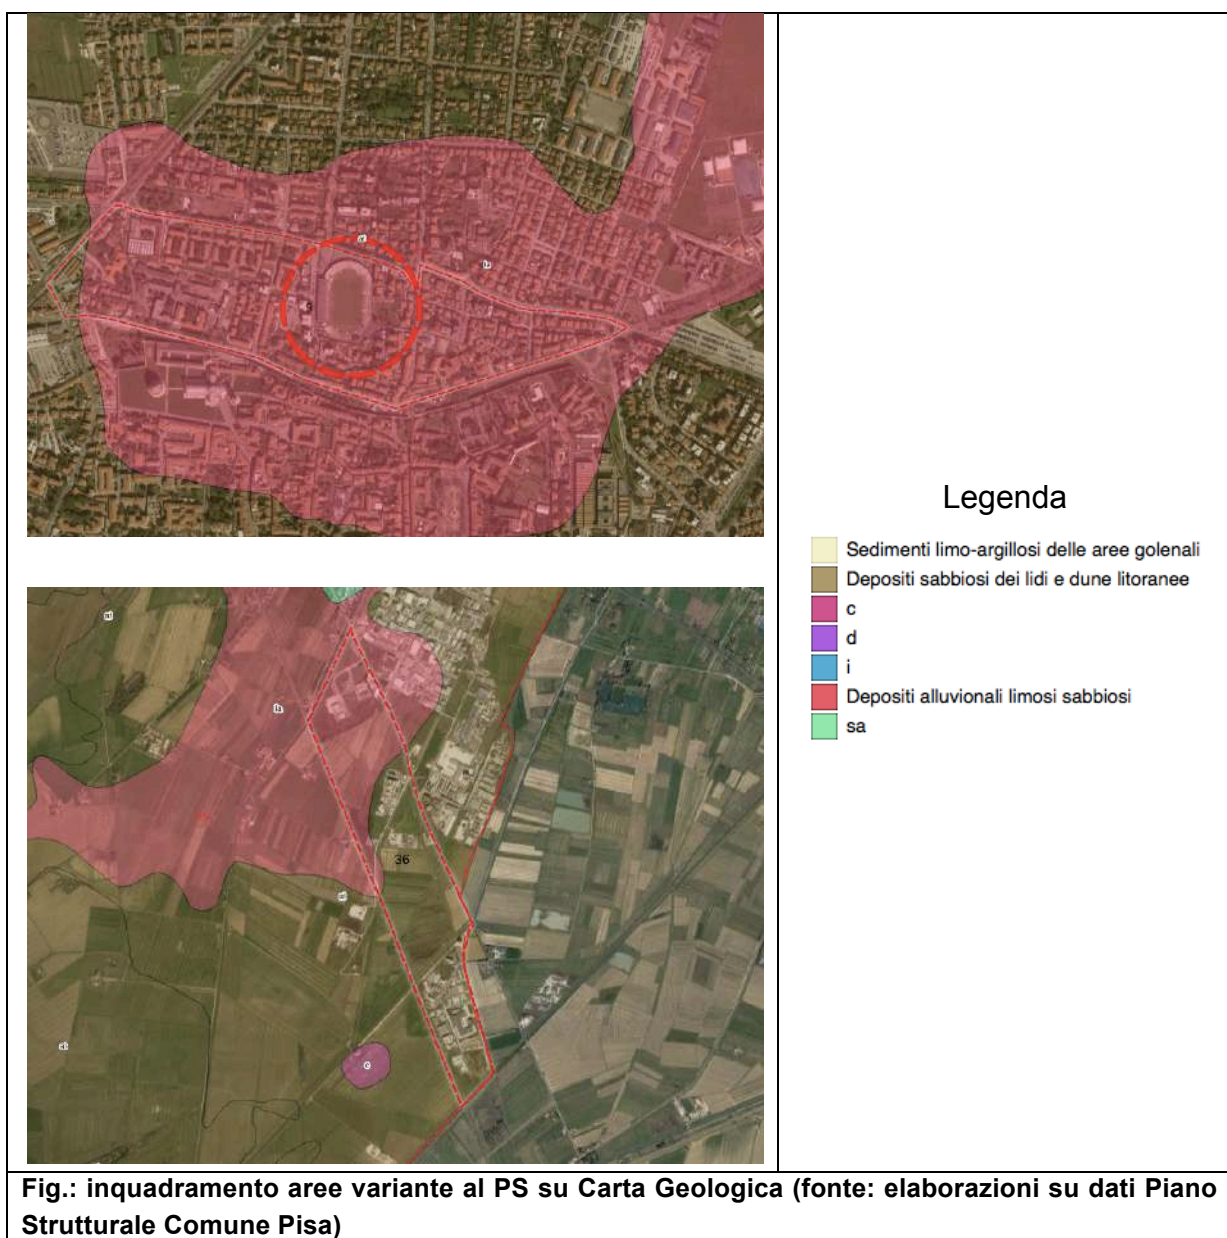 Legenda
Sedimenti limo-argillosi delle aree golenali
Depositi sabbiosi dei lidi e dune litoranee
c
d
i
Depositi alluvionali limosi sabbiosi
sa
36
c
Fig.: inquadramento aree variante al PS su Carta Geologica (fonte: elaborazioni su dati Piano
Strutturale Comune Pisa)